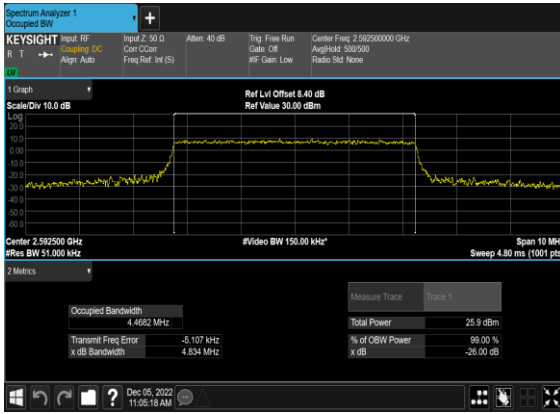 Spectrum Analyzer 1
Occupied BW
KEYSIGHT Input: RF Input Z: 50 Ω Atten: 40 dB Trig: Free Run Center Freq: 2.592500000 GHz
R T Coupling: DC Corr CCorr Gate: Off Avg|Hold: 500/500
Align: Auto Freq Ref: Int (S) #IF Gain: Low Radio Std: None
1 Graph
Ref Lvl Offset 8.40 dB
Scale/Div 10.0 dB Ref Value 30.00 dBm
Log
20.0
10.0
0.00
-10.0
-20.0
-30.0
-40.0
-50.0
-60.0
Center 2.592500 GHz #Video BW 150.00 kHz* Span 10 MH
#Res BW 51.000 kHz Sweep 4.80 ms (1001 pts
2 Metrics
Measure Trace Trace 1
Occupied Bandwidth
4.4682 MHz Total Power 25.9 dBm
Transmit Freq Error -5.107 kHz % of OBW Power 99.00 %
x dB Bandwidth 4.834 MHz x dB -26.00 dB
? Dec 05, 2022
11:05:18 AM